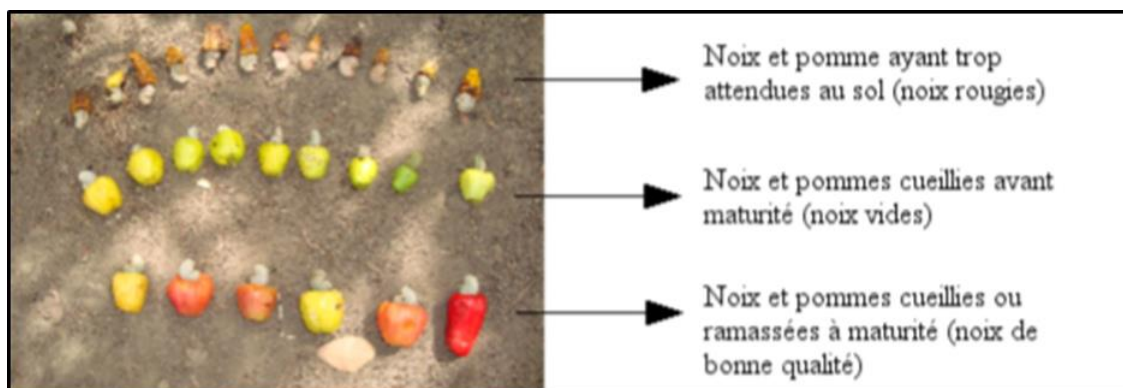 Noix et pomme ayant trop
attendues au sol (noix rougies)
Noix et pommes cueillies avant
maturité (noix vides)
Noix et pommes cueillies ou
ramassées à maturité (noix de
bonne qualité)